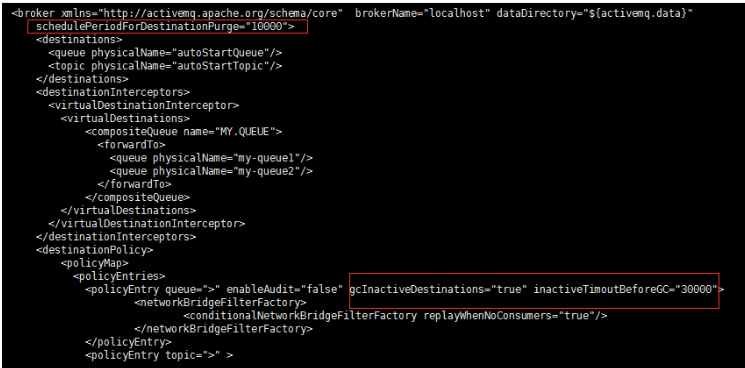 <broker xmlns="http://activemq.apache.org/schema/core"  brokerName="localhost" dataDirectory="${activemq.data}"
schedulePeriodForDestinationPurge="10000">
<destinations>
<queue physicalName="autoStartQueue"/>
<topic physicalName="autoStartTopic"/>
</destinations>
<destinationInterceptors>
<virtualDestinationInterceptor>
<virtualDestinations>
<compositeQueue name="MY.QUEUE">
<forwardTo>
<queue physicalName="my-queue1"/>
<queue physicalName="my-queue2"/>
</forwardTo>
</compositeQueue>
</virtualDestinations>
</virtualDestinationInterceptor>
</destinationInterceptors>
<destinationPolicy>
<policyMap>
<policyEntries>
<policyEntry queue=">" enableAudit="false" gcInactiveDestinations="true" inactiveTimoutBeforeGC="30000">
<networkBridgeFilterFactory>
<conditionalNetworkBridgeFilterFactory replayWhenNoConsumers="true"/>
</networkBridgeFilterFactory>
</policyEntry>
<policyEntry topic=">" >